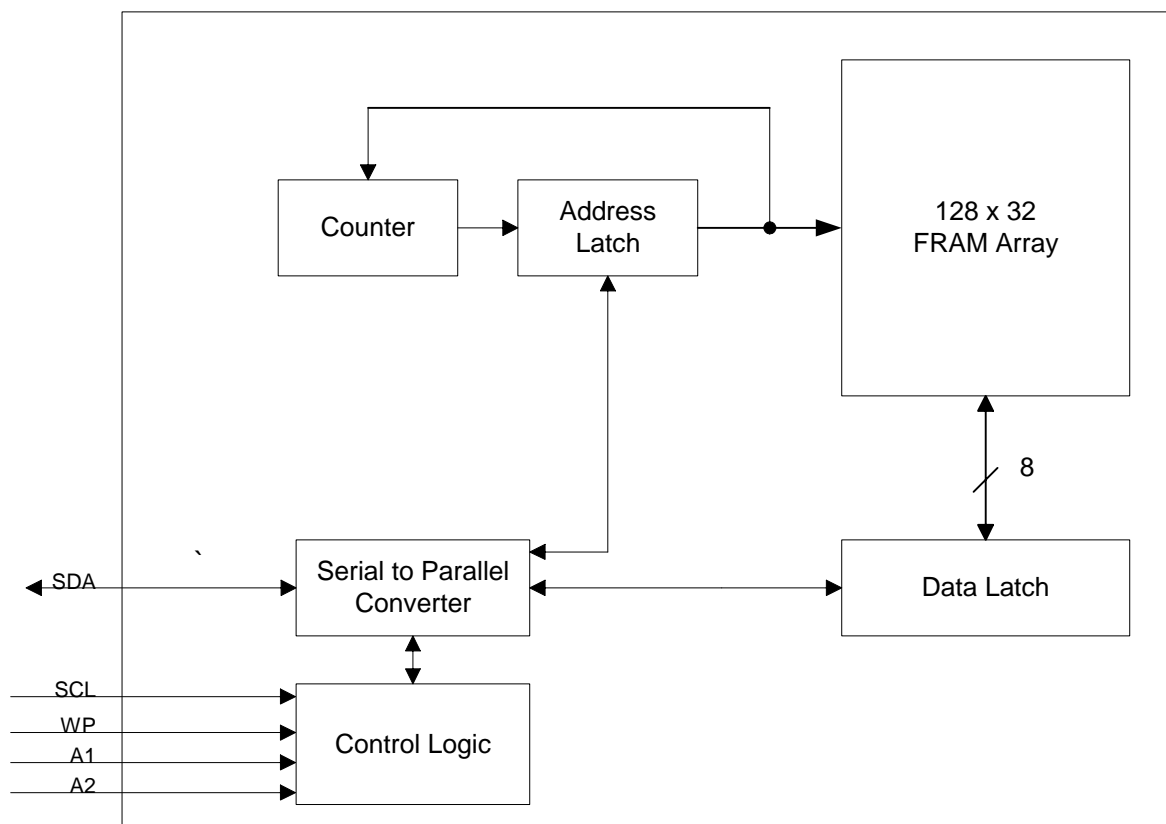 Counter
Address
Latch
128 x 32
FRAM Array
8
`
SDA
Serial to Parallel
Converter
Data Latch
SCL
WP
A1
A2
Control Logic